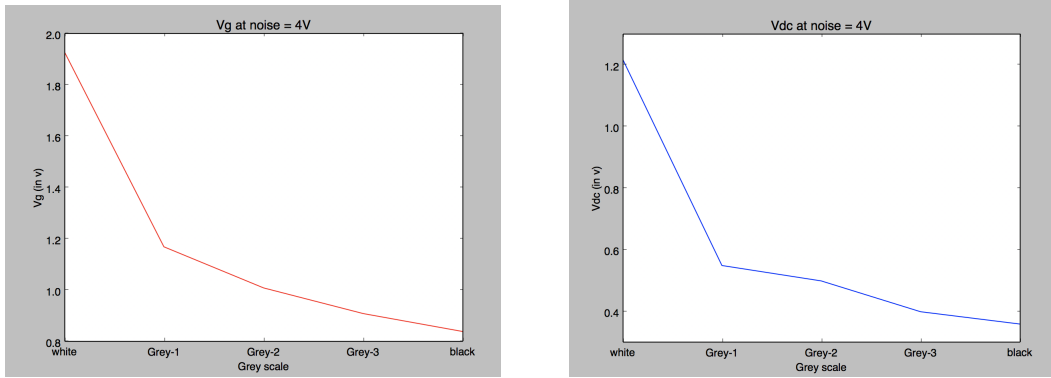 Vg at noise = 4V
2.0
1.8
1.6
1.4
1.2
1.0
0.8
Vg (in v)
white Grey-1 Grey-2 Grey-3 black
Grey scale
Vdc at noise = 4V
1.2
1.0
0.8
0.6
0.4
Vdc (in v)
white Grey-1 Grey-2 Grey-3 black
Grey scale